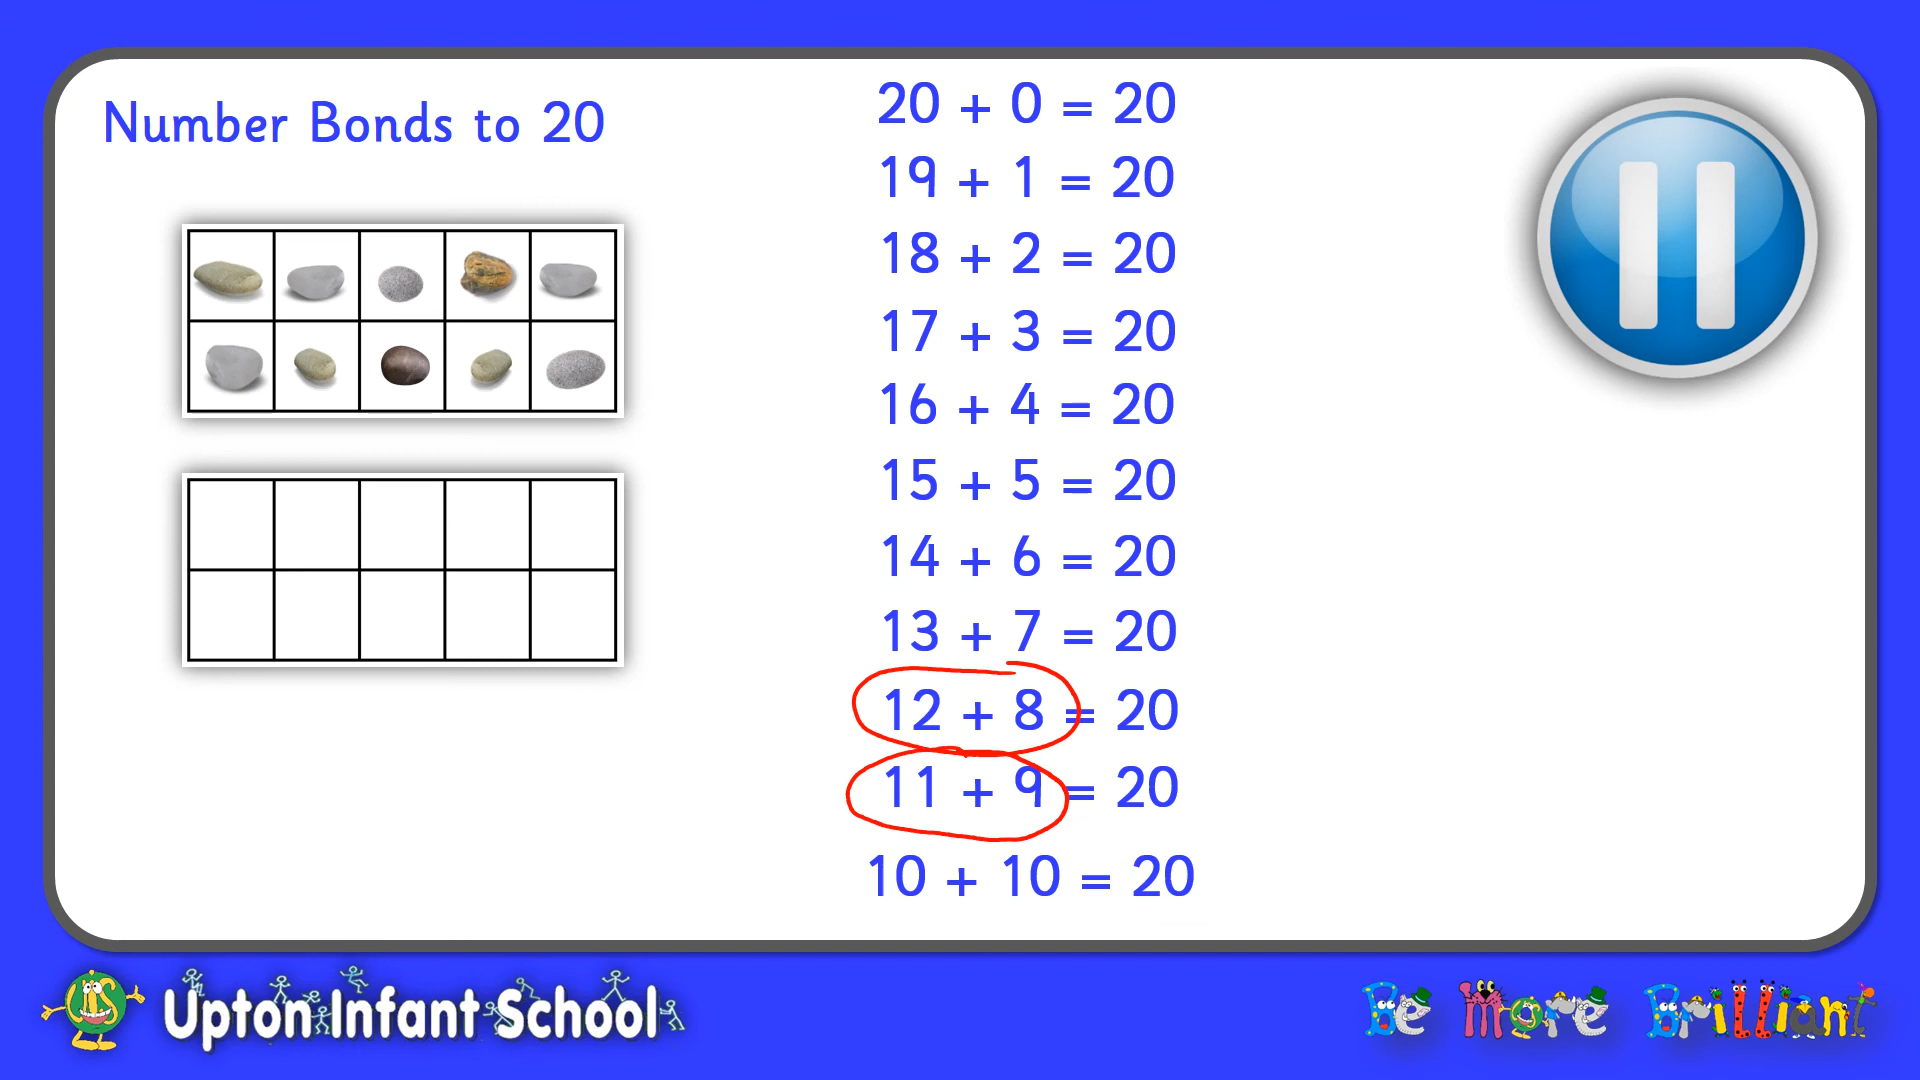 Number Bonds to 20
20 + 0 = 20
19 + 1 = 20
18 + 2 = 20
17 + 3 = 20
16 + 4 = 20
15 + 5 = 20
14 + 6 = 20
13 + 7 = 20
12 + 8 = 20
11 + 9 = 20
10 + 10 = 20
UIS
Upton Infant School
Be More Brilliant